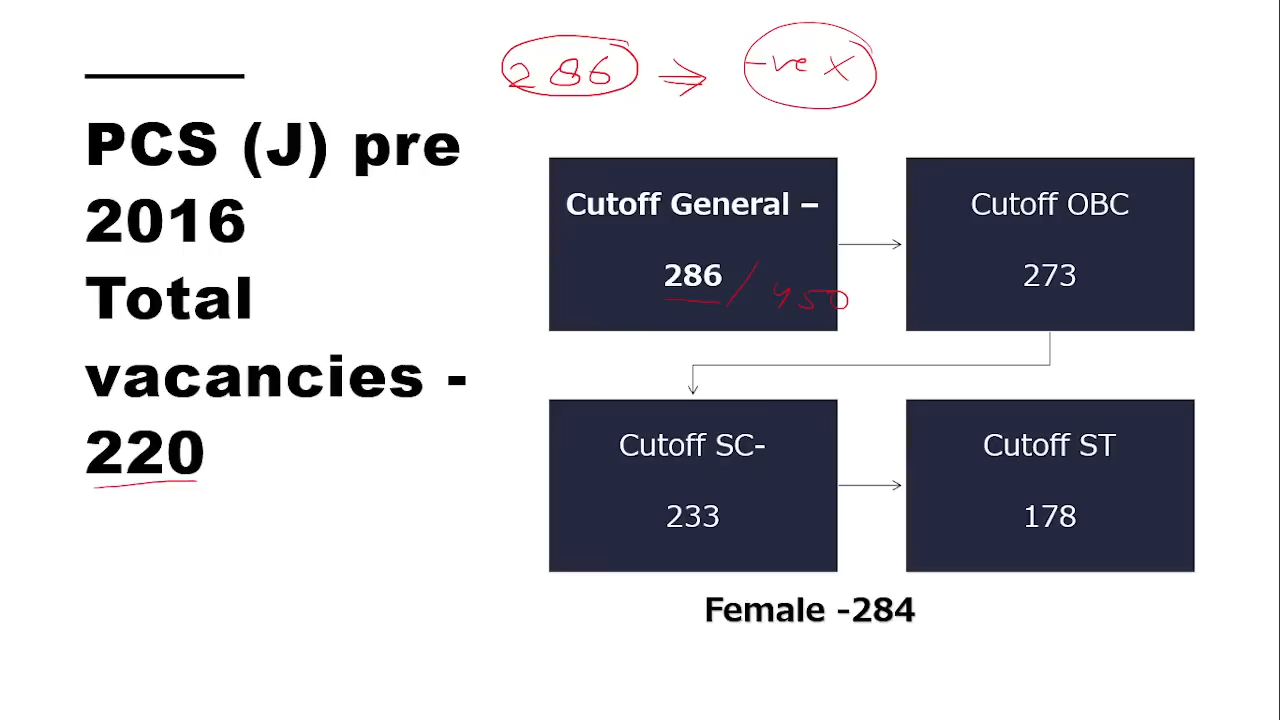 286 ⇒ -ve X
PCS (J) pre
2016
Total
vacancies -
220
Cutoff General –
286 / 450
Cutoff OBC
273
Cutoff SC-
233
Cutoff ST
178
Female -284